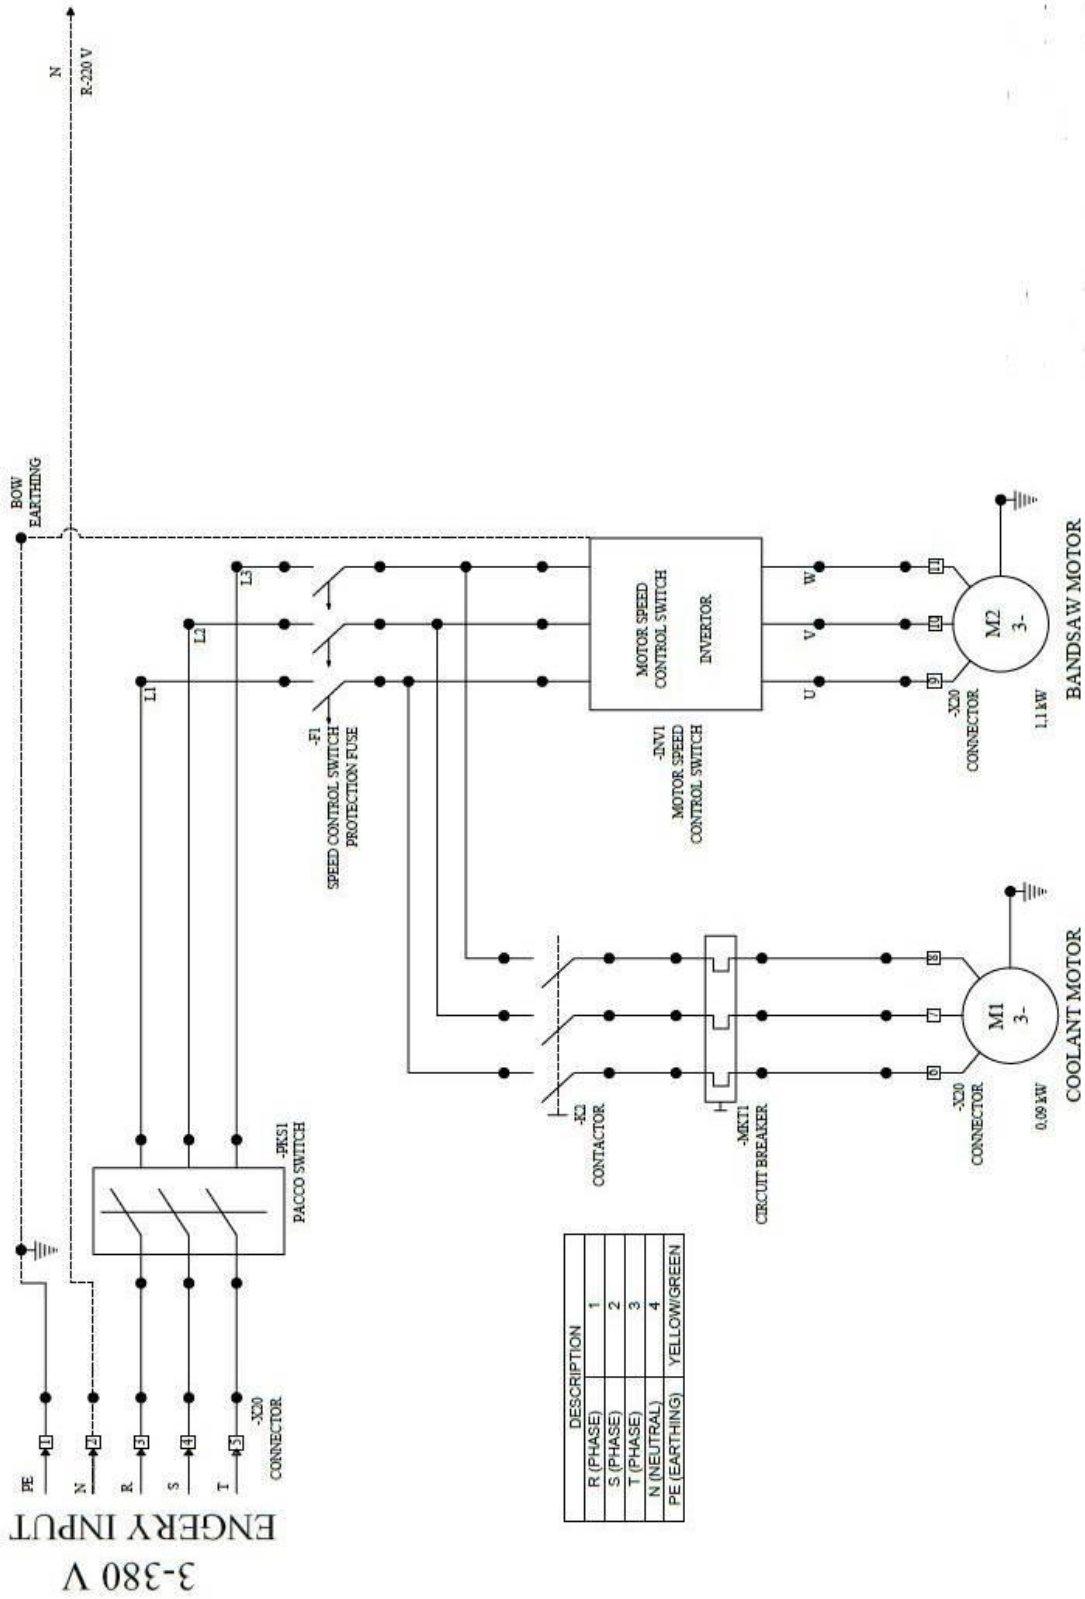 3-380 V
ENGERY INPUT
PE
N
R
S
T
1
2
3
4
5
-X20
CONNECTOR
-PKS1
PACCO SWITCH
BOW
EARTHING
N
R-220 V
L1
L2
L3
-F1
SPEED CONTROL SWITCH
PROTECTION FUSE
-K2
CONTACTOR
-MKT1
CIRCUIT BREAKER
-INV1
MOTOR SPEED
CONTROL SWITCH
MOTOR SPEED
CONTROL SWITCH
INVERTOR
U
V
W
6
7
8
-X20
CONNECTOR
M1
3-
0.09 kW
COOLANT MOTOR
9
10
11
-X20
CONNECTOR
M2
3-
1,1 kW
BANDSAW MOTOR
DESCRIPTION
R (PHASE) 1
S (PHASE) 2
T (PHASE) 3
N (NEUTRAL) 4
PE (EARTHING) YELLOW/GREEN